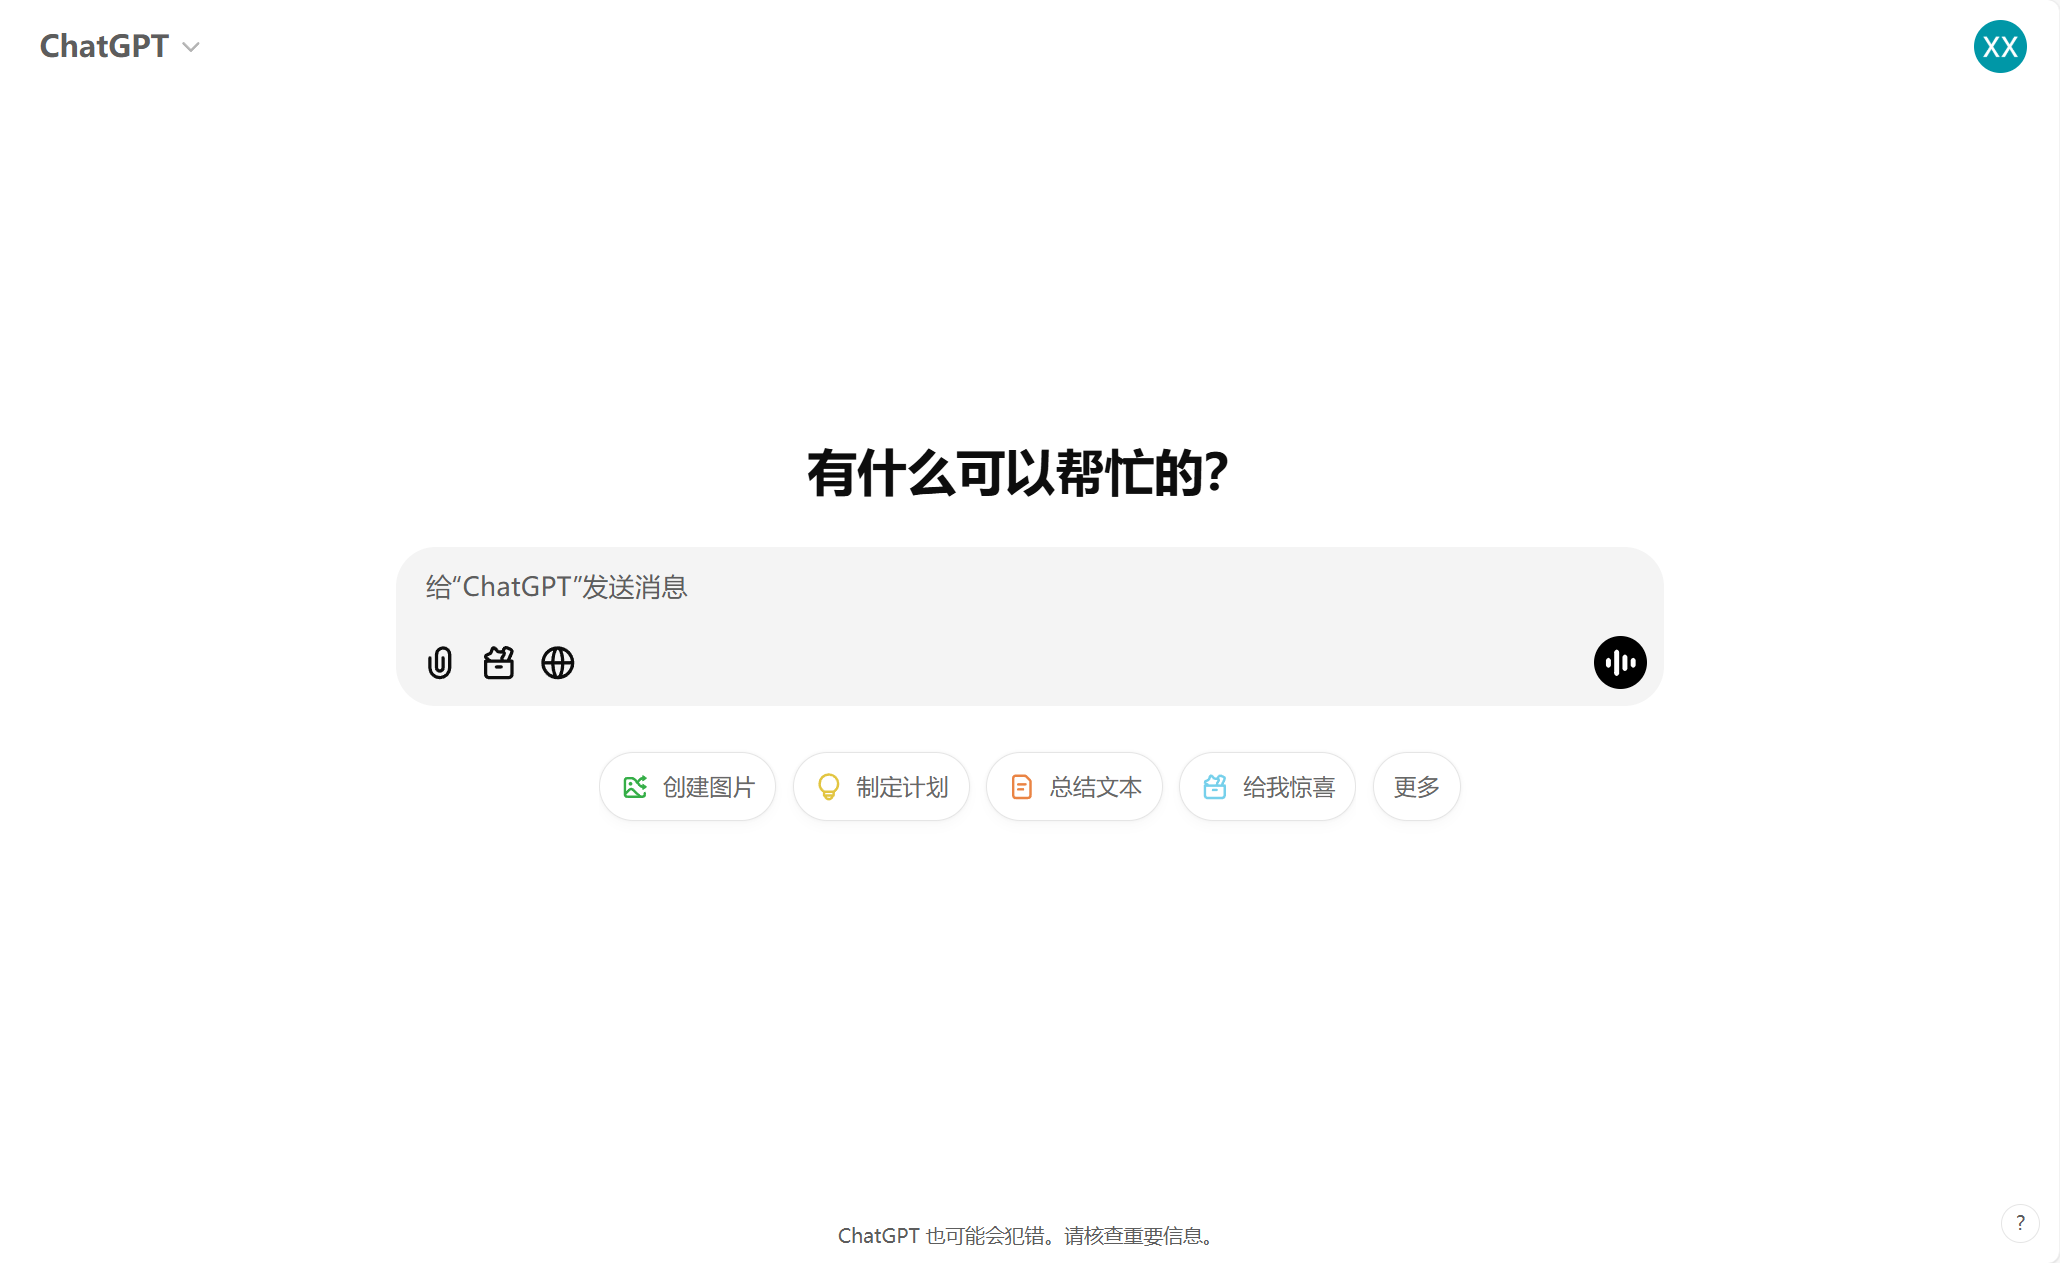 ChatGPT
XX
有什么可以帮忙的？
给“ChatGPT”发送消息
创建图片
制定计划
总结文本
给我惊喜
更多
ChatGPT 也可能会犯错。请核查重要信息。
?